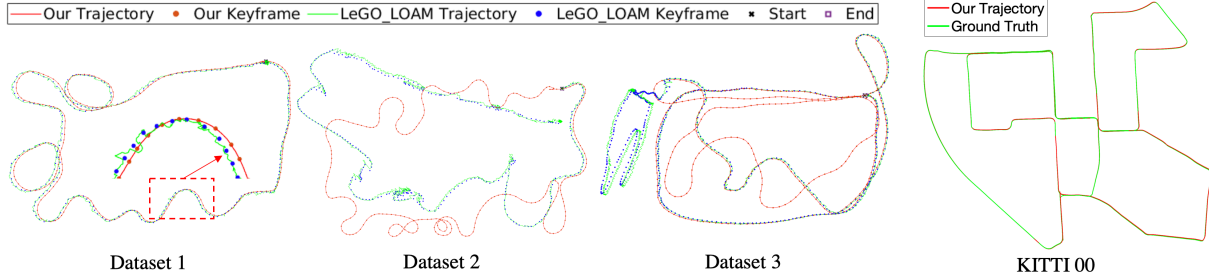 Our Trajectory Our Keyframe LeGO_LOAM Trajectory LeGO_LOAM Keyframe Start End
Our Trajectory
Ground Truth
Dataset 1 Dataset 2 Dataset 3 KITTI 00